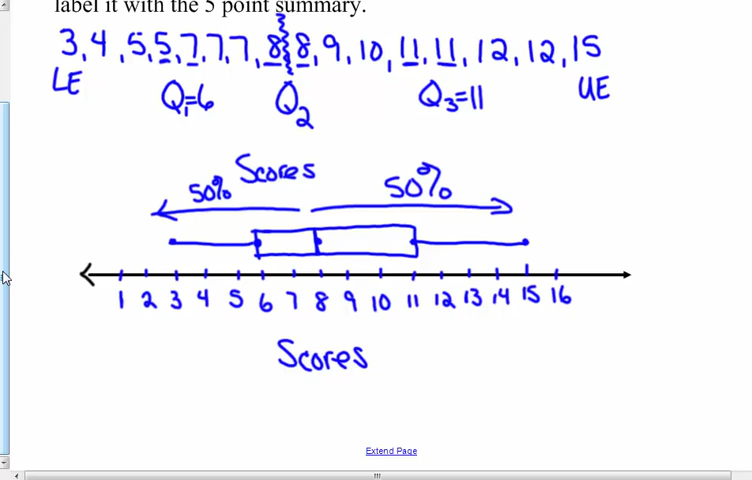 label it with the 5 point summary.
3, 4, 5, 5, 7, 7, 7, 8 8, 9, 10, 11, 11, 12, 12, 15
LE Q1=6 Q2 Q3=11 UE
Scores
50% 50%
1 2 3 4 5 6 7 8 9 10 11 12 13 14 15 16
Scores
Extend Page